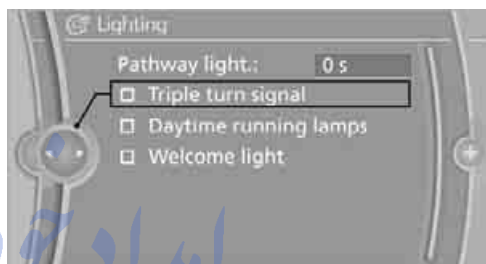 Lighting
Pathway light.: 0 s
Triple turn signal
Daytime running lamps
Welcome light